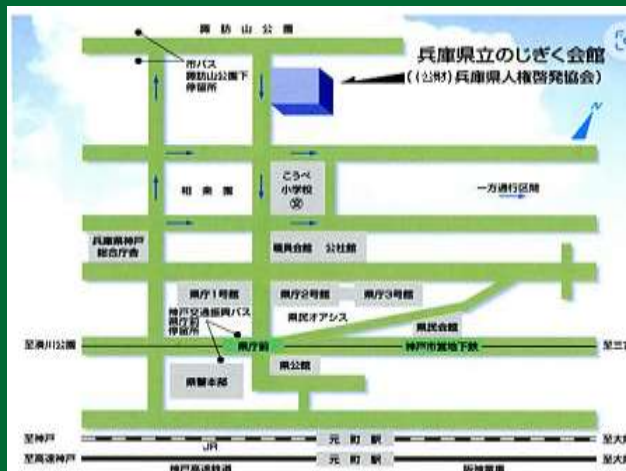 諏訪山公園
市バス
諏訪山公園下
停留所
兵庫県立のじぎく会館
((公財)兵庫県人権啓発協会)
N
こうべ
小学校
文
相楽園
一方通行区間
兵庫県神戸
総合庁舎
職員会館 公社館
県庁1号館
県庁2号館
県庁3号館
神戸交通振興バス
県庁前
停留所
県民オアシス
県民会館
至湊川公園
県庁前
神戸市営地下鉄
至三宮
県警本部
県公館
至神戸
JR
元町駅
至大阪
至高速神戸
神戸高速鉄道
元町駅
阪神電車